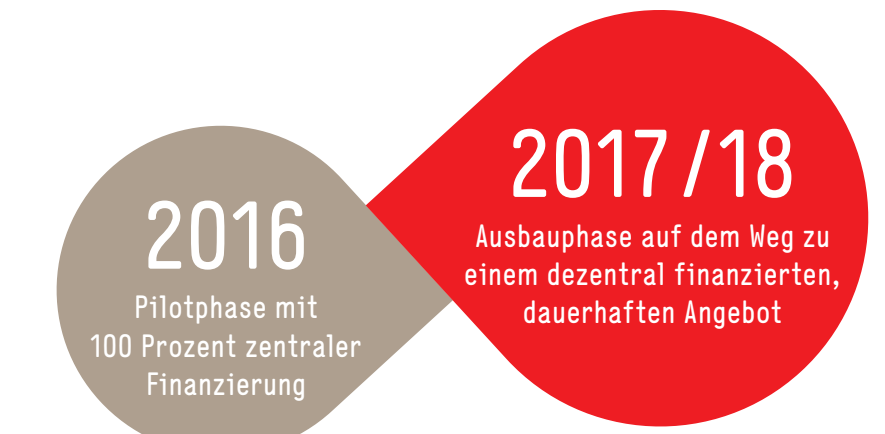 2016
Pilotphase mit
100 Prozent zentraler
Finanzierung
2017/18
Ausbauphase auf dem Weg zu
einem dezentral finanzierten,
dauerhaften Angebot